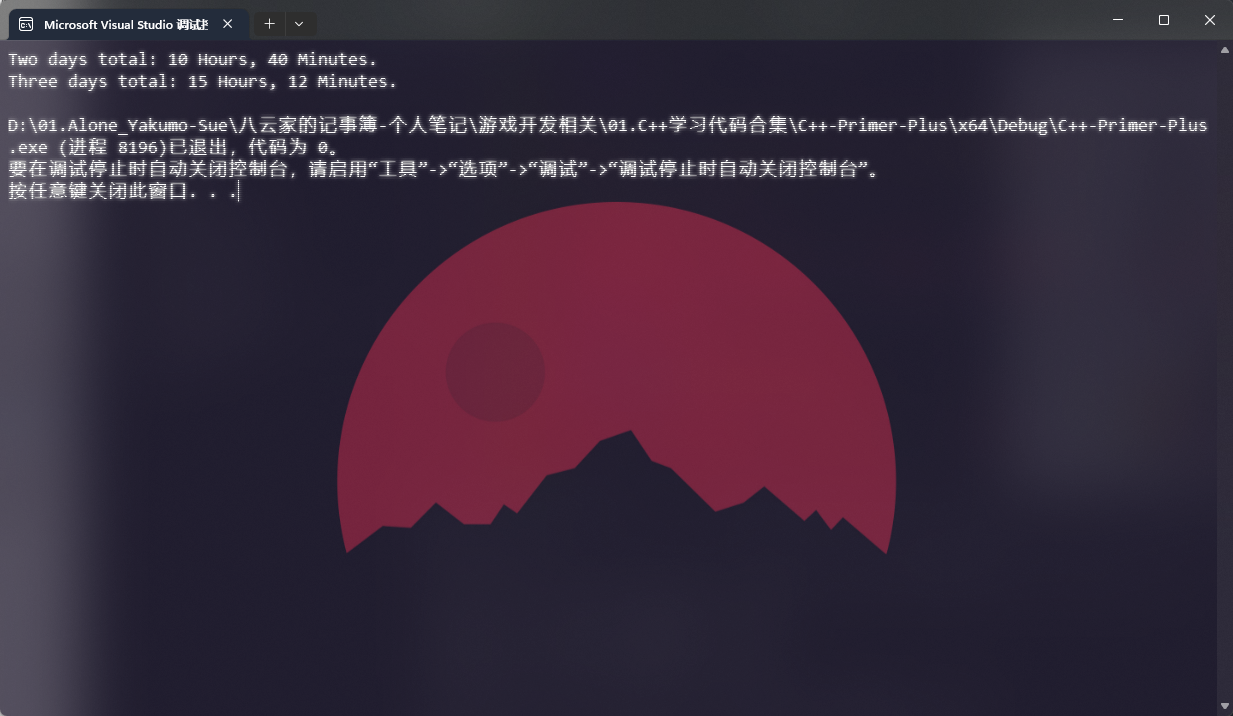 Microsoft Visual Studio 调试
Two days total: 10 Hours, 40 Minutes.
Three days total: 15 Hours, 12 Minutes.
D:\01.Alone_Yakumo-Sue\八云家的记事簿-个人笔记\游戏开发相关\01.C++学习代码合集\C++-Primer-Plus\x64\Debug\C++-Primer-Plus
.exe (进程 8196)已退出，代码为 0。
要在调试停止时自动关闭控制台，请启用“工具”->“选项”->“调试”->“调试停止时自动关闭控制台”。
按任意键关闭此窗口. . .